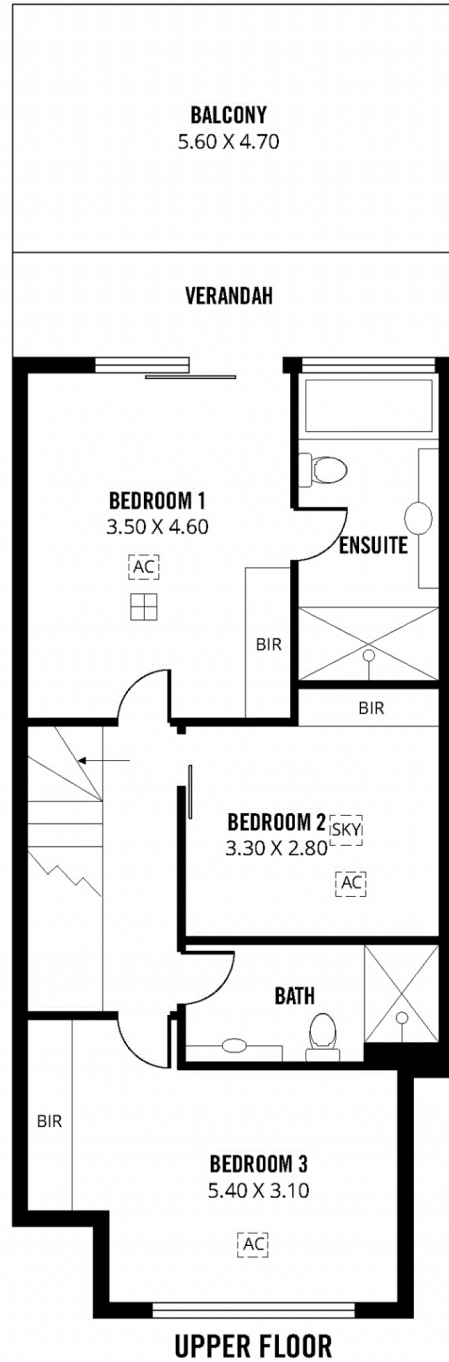 BALCONY
5.60 X 4.70
VERANDAH
BEDROOM 1
3.50 X 4.60
AC
ENSUITE
BIR
BIR
BEDROOM 2
SKY
3.30 X 2.80
AC
BATH
BIR
BEDROOM 3
5.40 X 3.10
AC
UPPER FLOOR